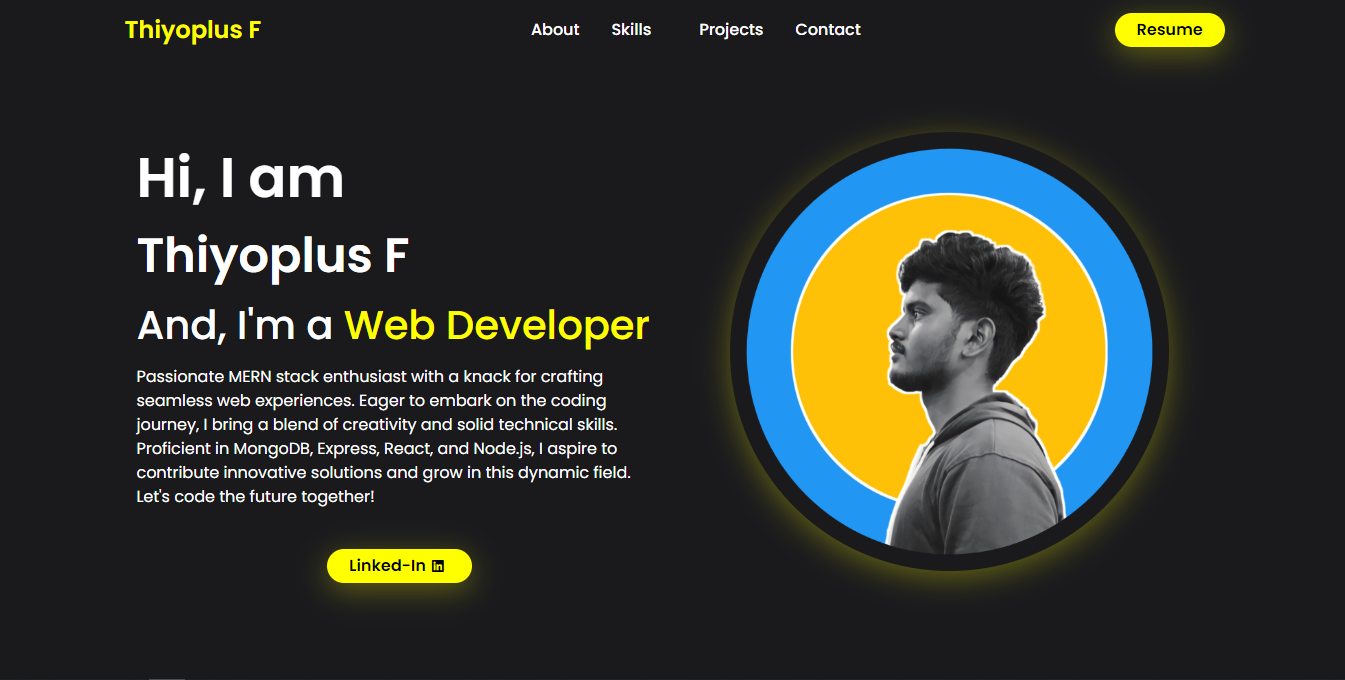 Thiyoplus F
About Skills Projects Contact
Resume
Hi, I am
Thiyoplus F
And, I'm a Web Developer
Passionate MERN stack enthusiast with a knack for crafting
seamless web experiences. Eager to embark on the coding
journey, I bring a blend of creativity and solid technical skills.
Proficient in MongoDB, Express, React, and Node.js, I aspire to
contribute innovative solutions and grow in this dynamic field.
Let's code the future together!
Linked-In in